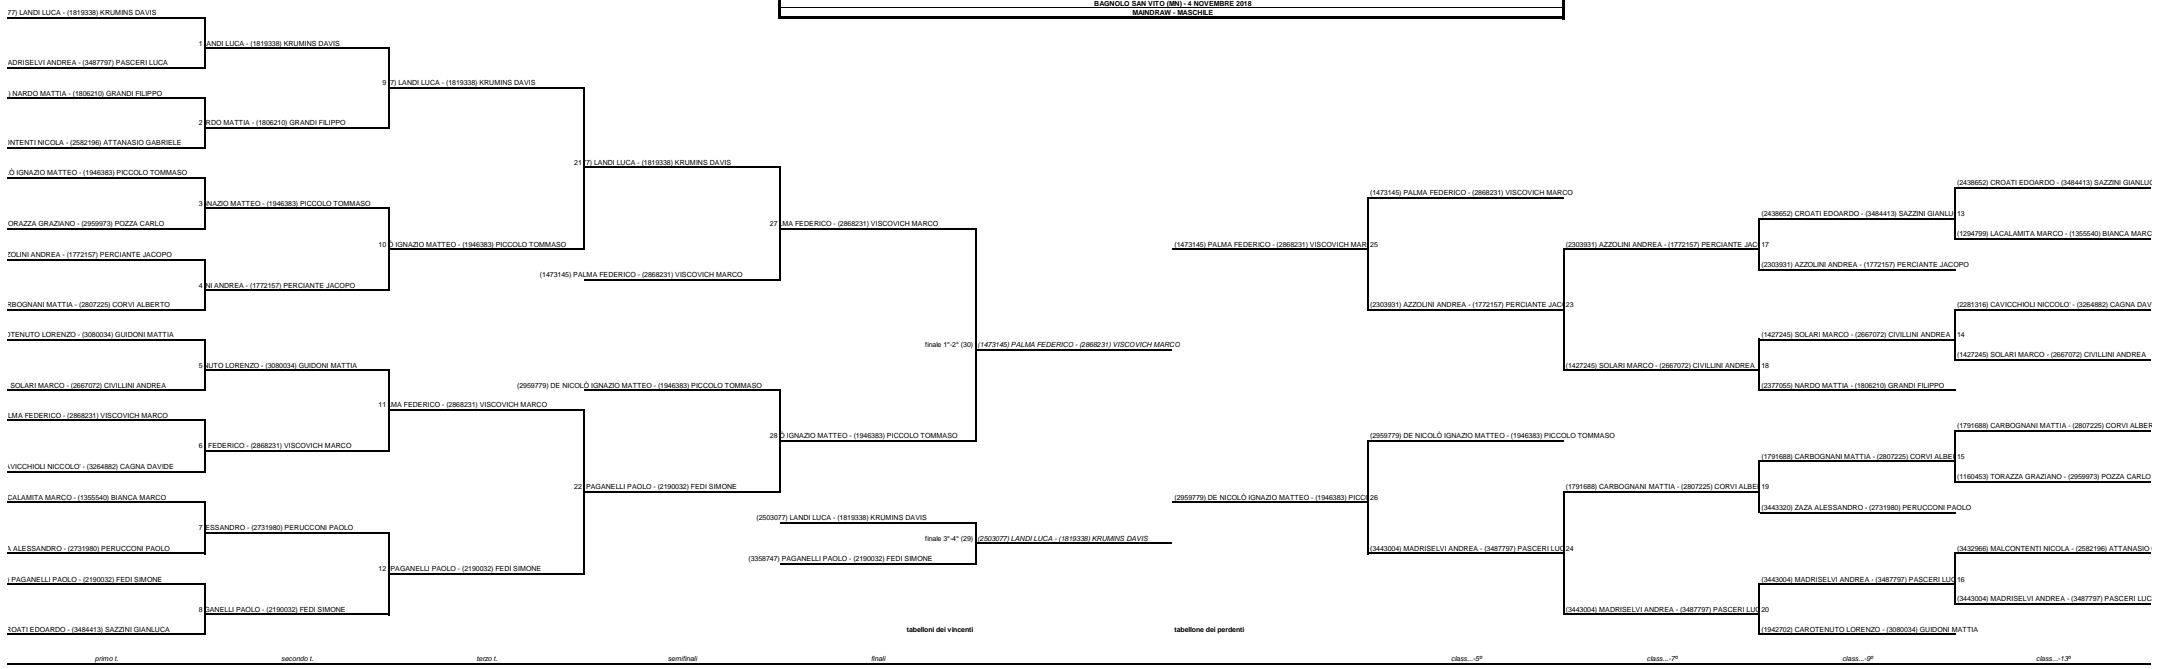 BAGNOLO SAN VITO (MN) - 4 NOVEMBRE 2018
MAINDRAW - MASCHILE
77) LANDI LUCA - (1819338) KRUMINS DAVIS
ADRISELVI ANDREA - (3487797) PASCERI LUCA
) NARDO MATTIA - (1806210) GRANDI FILIPPO
ONTENTI NICOLA - (2582196) ATTANASIO GABRIELE
LÒ IGNAZIO MATTEO - (1946383) PICCOLO TOMMASO
ORAZZA GRAZIANO - (2959973) POZZA CARLO
ZOLINI ANDREA - (1772157) PERCIANTE JACOPO
RBOGNANI MATTIA - (2807225) CORVI ALBERTO
OTENUTO LORENZO - (3080034) GUIDONI MATTIA
SOLARI MARCO - (2667072) CIVILLINI ANDREA
LMA FEDERICO - (2868231) VISCOVICH MARCO
AVICCHIOLI NICCOLO' - (3264882) CAGNA DAVIDE
CALAMITA MARCO - (1355540) BIANCA MARCO
A ALESSANDRO - (2731980) PERUCCONI PAOLO
) PAGANELLI PAOLO - (2190032) FEDI SIMONE
ROATI EDOARDO - (3484413) SAZZINI GIANLUCA
primo t.
1 ANDI LUCA - (1819338) KRUMINS DAVIS
2 RDO MATTIA - (1806210) GRANDI FILIPPO
3 NAZIO MATTEO - (1946383) PICCOLO TOMMASO
4 NI ANDREA - (1772157) PERCIANTE JACOPO
5 NUTO LORENZO - (3080034) GUIDONI MATTIA
6 FEDERICO - (2868231) VISCOVICH MARCO
7 ESSANDRO - (2731980) PERUCCONI PAOLO
8 GANELLI PAOLO - (2190032) FEDI SIMONE
secondo t.
9 7) LANDI LUCA - (1819338) KRUMINS DAVIS
10 Ò IGNAZIO MATTEO - (1946383) PICCOLO TOMMASO
11 MA FEDERICO - (2868231) VISCOVICH MARCO
12 PAGANELLI PAOLO - (2190032) FEDI SIMONE
terzo t.
21 7) LANDI LUCA - (1819338) KRUMINS DAVIS
(1473145) PALMA FEDERICO - (2868231) VISCOVICH MARCO
(2959779) DE NICOLÒ IGNAZIO MATTEO - (1946383) PICCOLO TOMMASO
22 PAGANELLI PAOLO - (2190032) FEDI SIMONE
semifinali
27 MA FEDERICO - (2868231) VISCOVICH MARCO
28 Ò IGNAZIO MATTEO - (1946383) PICCOLO TOMMASO
(2503077) LANDI LUCA - (1819338) KRUMINS DAVIS
(3358747) PAGANELLI PAOLO - (2190032) FEDI SIMONE
finali
finale 1°-2° (30) (1473145) PALMA FEDERICO - (2868231) VISCOVICH MARCO
finale 3°-4° (29) (2503077) LANDI LUCA - (1819338) KRUMINS DAVIS
tabelloni dei vincenti
tabellone dei perdenti
(1473145) PALMA FEDERICO - (2868231) VISCOVICH MAR 25
(2959779) DE NICOLÒ IGNAZIO MATTEO - (1946383) PICC 26
(1473145) PALMA FEDERICO - (2868231) VISCOVICH MARCO
(2303931) AZZOLINI ANDREA - (1772157) PERCIANTE JAC 23
(2959779) DE NICOLÒ IGNAZIO MATTEO - (1946383) PICCOLO TOMMASO
(3443004) MADRISELVI ANDREA - (3487797) PASCERI LUC 24
class...-5º
(2303931) AZZOLINI ANDREA - (1772157) PERCIANTE JAC 17
(1427245) SOLARI MARCO - (2667072) CIVILLINI ANDREA 18
(1791688) CARBOGNANI MATTIA - (2807225) CORVI ALBE 19
(3443004) MADRISELVI ANDREA - (3487797) PASCERI LUC 20
class...-7º
(2438652) CROATI EDOARDO - (3484413) SAZZINI GIANLU 13
(2303931) AZZOLINI ANDREA - (1772157) PERCIANTE JACOPO
(1427245) SOLARI MARCO - (2667072) CIVILLINI ANDREA 14
(2377055) NARDO MATTIA - (1806210) GRANDI FILIPPO
(1791688) CARBOGNANI MATTIA - (2807225) CORVI ALBE 15
(3443320) ZAZA ALESSANDRO - (2731980) PERUCCONI PAOLO
(3443004) MADRISELVI ANDREA - (3487797) PASCERI LUC 16
(1942702) CAROTENUTO LORENZO - (3080034) GUIDONI MATTIA
class...-9º
(2438652) CROATI EDOARDO - (3484413) SAZZINI GIANLUC
(1294799) LACALAMITA MARCO - (1355540) BIANCA MARC
(2281316) CAVICCHIOLI NICCOLO' - (3264882) CAGNA DAV
(1427245) SOLARI MARCO - (2667072) CIVILLINI ANDREA
(1791688) CARBOGNANI MATTIA - (2807225) CORVI ALBER
(1160453) TORAZZA GRAZIANO - (2959973) POZZA CARLO
(3432966) MALCONTENTI NICOLA - (2582196) ATTANASIO
(3443004) MADRISELVI ANDREA - (3487797) PASCERI LUC
class...-13º